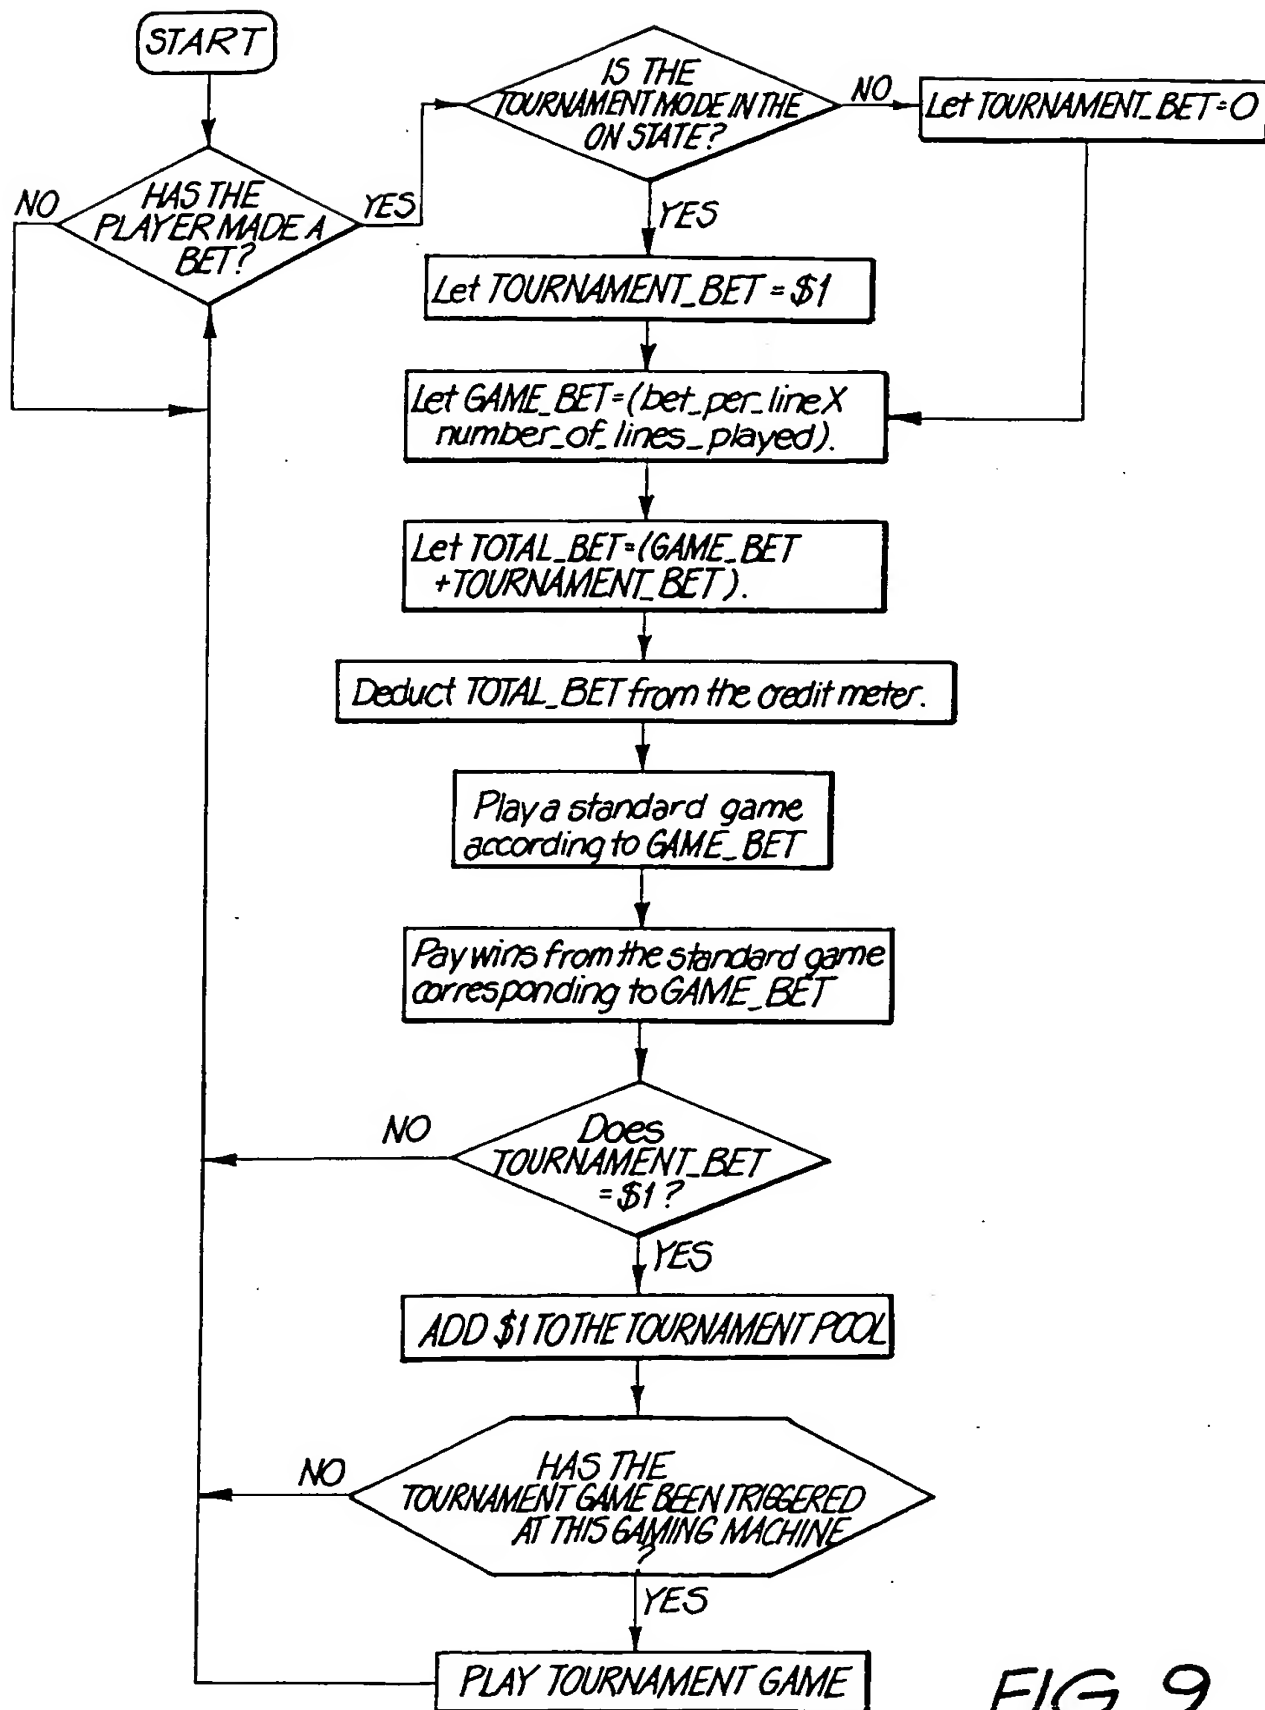 START
IS THE
TOURNAMENT MODE IN THE
ON STATE?
NO
Let TOURNAMENT_BET=0
NO
HAS THE
PLAYER MADE A
BET?
YES
YES
Let TOURNAMENT_BET = $1
Let GAME_BET=(bet_per_line X
number_of_lines_played).
Let TOTAL_BET=(GAME_BET
+TOURNAMENT_BET).
Deduct TOTAL_BET from the credit meter.
Play a standard game
according to GAME_BET
Pay wins from the standard game
corresponding to GAME_BET
NO
Does
TOURNAMENT_BET
=$1?
YES
ADD $1 TO THE TOURNAMENT POOL
NO
HAS THE
TOURNAMENT GAME BEEN TRIGGERED
AT THIS GAMING MACHINE
?
YES
PLAY TOURNAMENT GAME
FIG. 9